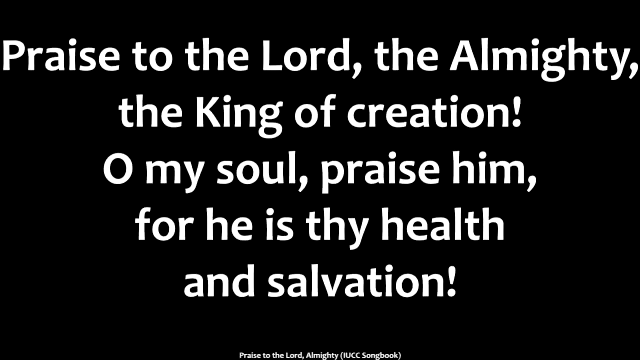 Praise to the Lord, the Almighty,
the King of creation!
O my soul, praise him,
for he is thy health
and salvation!
Praise to the Lord, Almighty (IUCC Songbook)